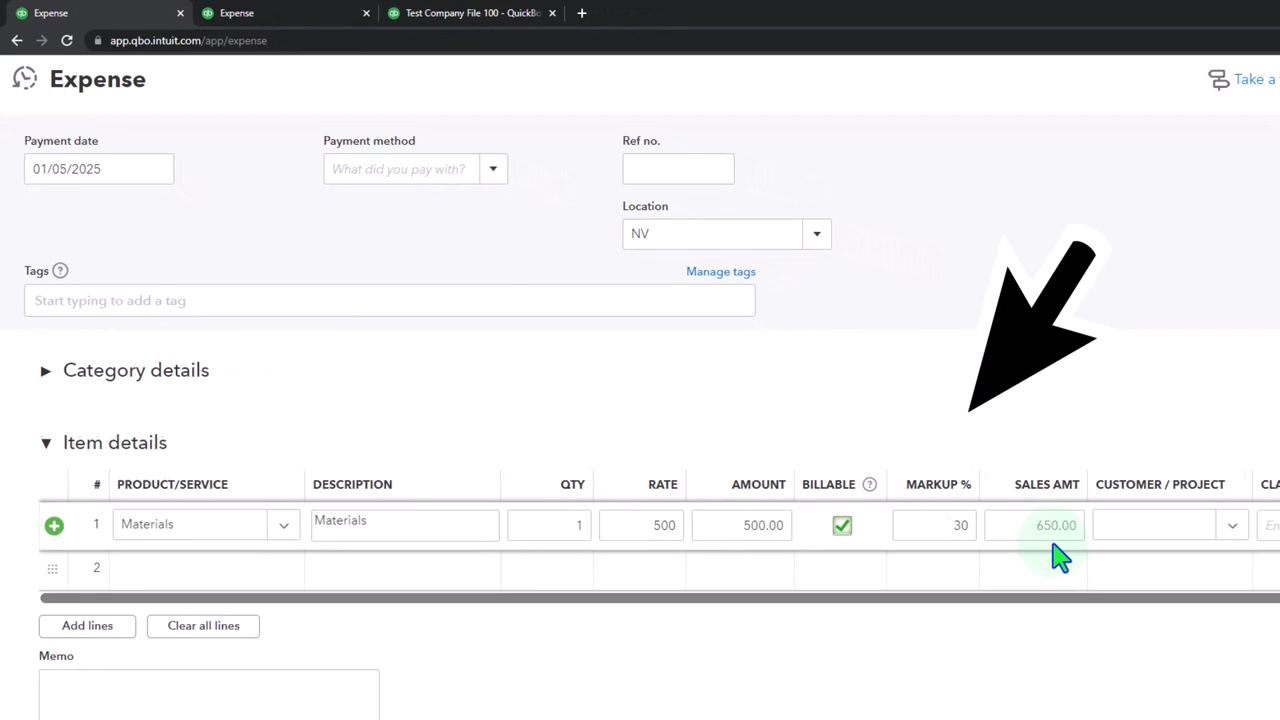 Expense
Expense
Test Company File 100 - QuickBo
app.qbo.intuit.com/app/expense
Expense
Take a
Payment date
Payment method
Ref no.
01/05/2025
What did you pay with?
Location
NV
Tags ?
Manage tags
Start typing to add a tag
Category details
Item details
# PRODUCT/SERVICE DESCRIPTION QTY RATE AMOUNT BILLABLE ? MARKUP % SALES AMT CUSTOMER / PROJECT CLA
1 Materials Materials 1 500 500.00 30 650.00 En
2
Add lines
Clear all lines
Memo